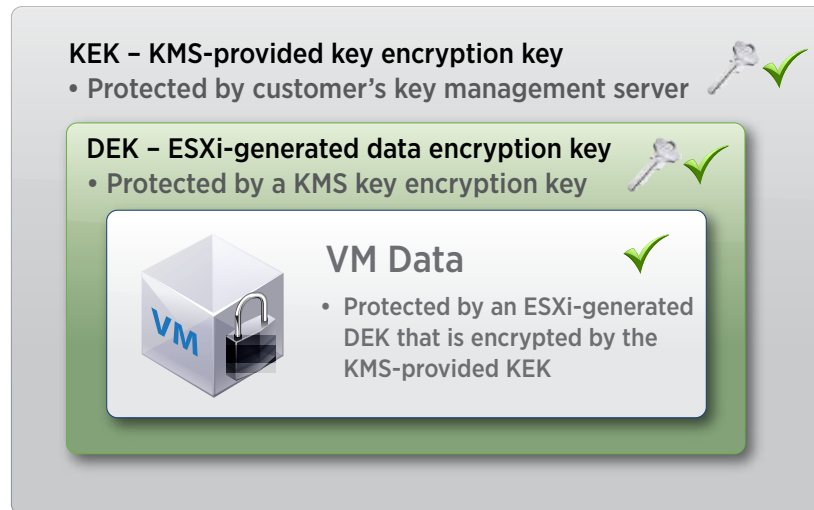 KEK – KMS-provided key encryption key
• Protected by customer's key management server
DEK – ESXi-generated data encryption key
• Protected by a KMS key encryption key
VM Data
VM
• Protected by an ESXi-generated
DEK that is encrypted by the
KMS-provided KEK